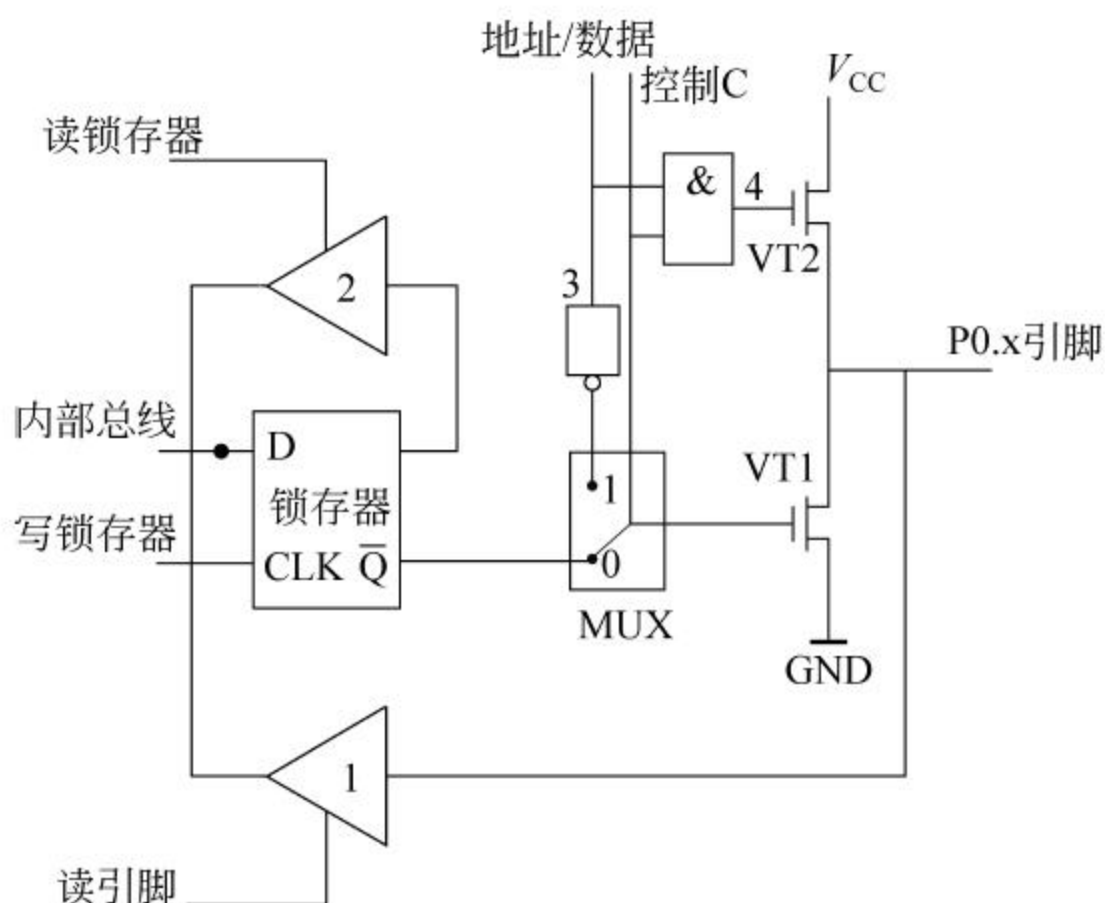 地址/数据
控制C
VCC
读锁存器
&
4
VT2
2
3
P0.x引脚
内部总线
D
锁存器
写锁存器
CLK Q̅
1
0
VT1
MUX
GND
1
读引脚